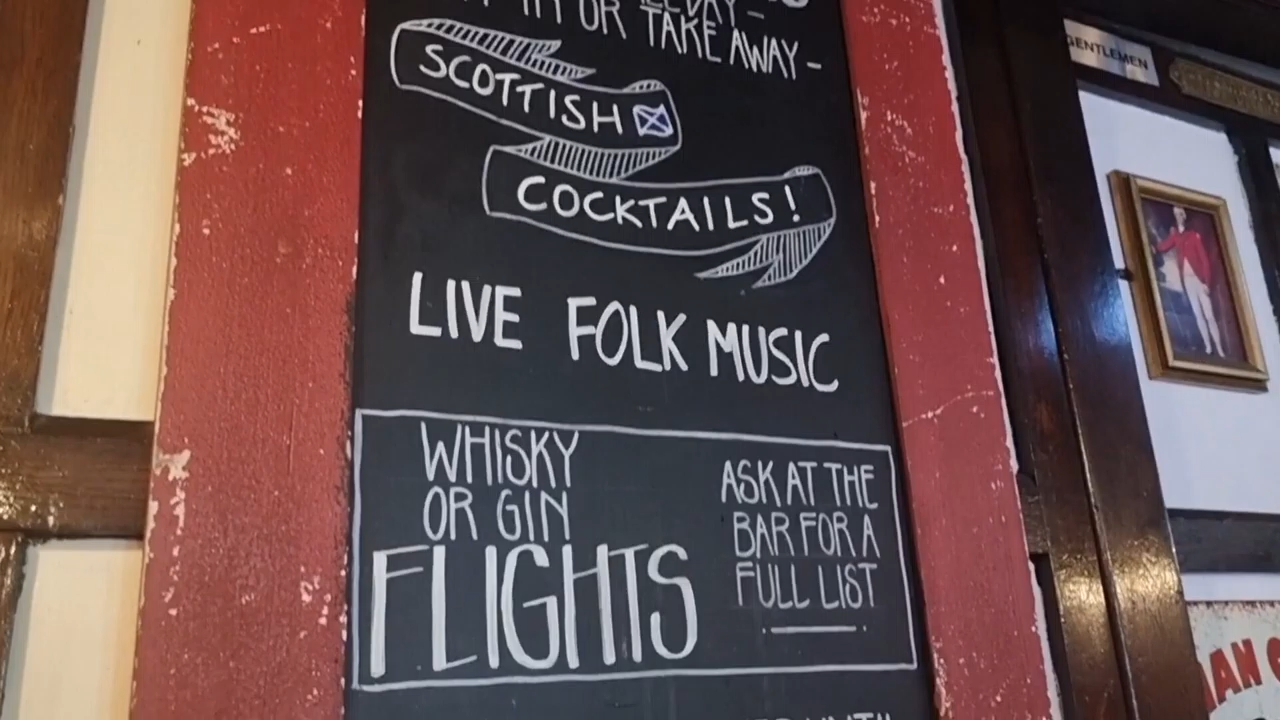 OR TAKE AWAY-
SCOTTISH
COCKTAILS!
LIVE FOLK MUSIC
WHISKY
OR GIN
FLIGHTS
ASK AT THE
BAR FOR A
FULL LIST
GENTLEMEN